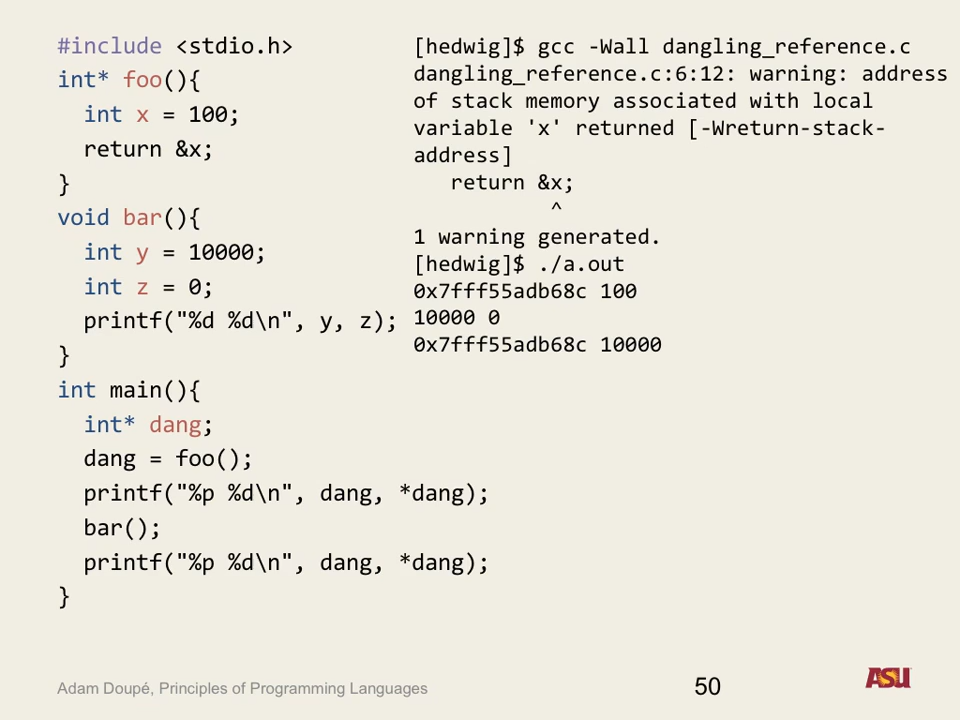 #include <stdio.h>
int* foo(){
  int x = 100;
  return &x;
}
void bar(){
  int y = 10000;
  int z = 0;
  printf("%d %d\n", y, z);
}
int main(){
  int* dang;
  dang = foo();
  printf("%p %d\n", dang, *dang);
  bar();
  printf("%p %d\n", dang, *dang);
}
[hedwig]$ gcc -Wall dangling_reference.c
dangling_reference.c:6:12: warning: address
of stack memory associated with local
variable 'x' returned [-Wreturn-stack-
address]
   return &x;
           ^
1 warning generated.
[hedwig]$ ./a.out
0x7fff55adb68c 100
10000 0
0x7fff55adb68c 10000
Adam Doupé, Principles of Programming Languages
50
ASU